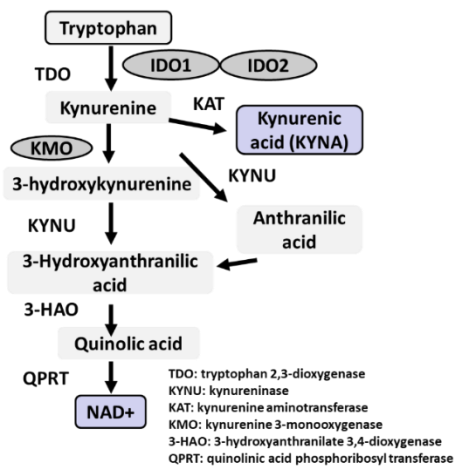 Tryptophan
TDO
IDO1
IDO2
Kynurenine
KAT
Kynurenic
acid (KYNA)
KMO
KYNU
3-hydroxykynurenine
KYNU
Anthranilic
acid
3-Hydroxyanthranilic
acid
3-HAO
Quinolic acid
QPRT
NAD+
TDO: tryptophan 2,3-dioxygenase
KYNU: kynureninase
KAT: kynurenine aminotransferase
KMO: kynurenine 3-monooxygenase
3-HAO: 3-hydroxyanthranilate 3,4-dioxygenase
QPRT: quinolinic acid phosphoribosyl transferase